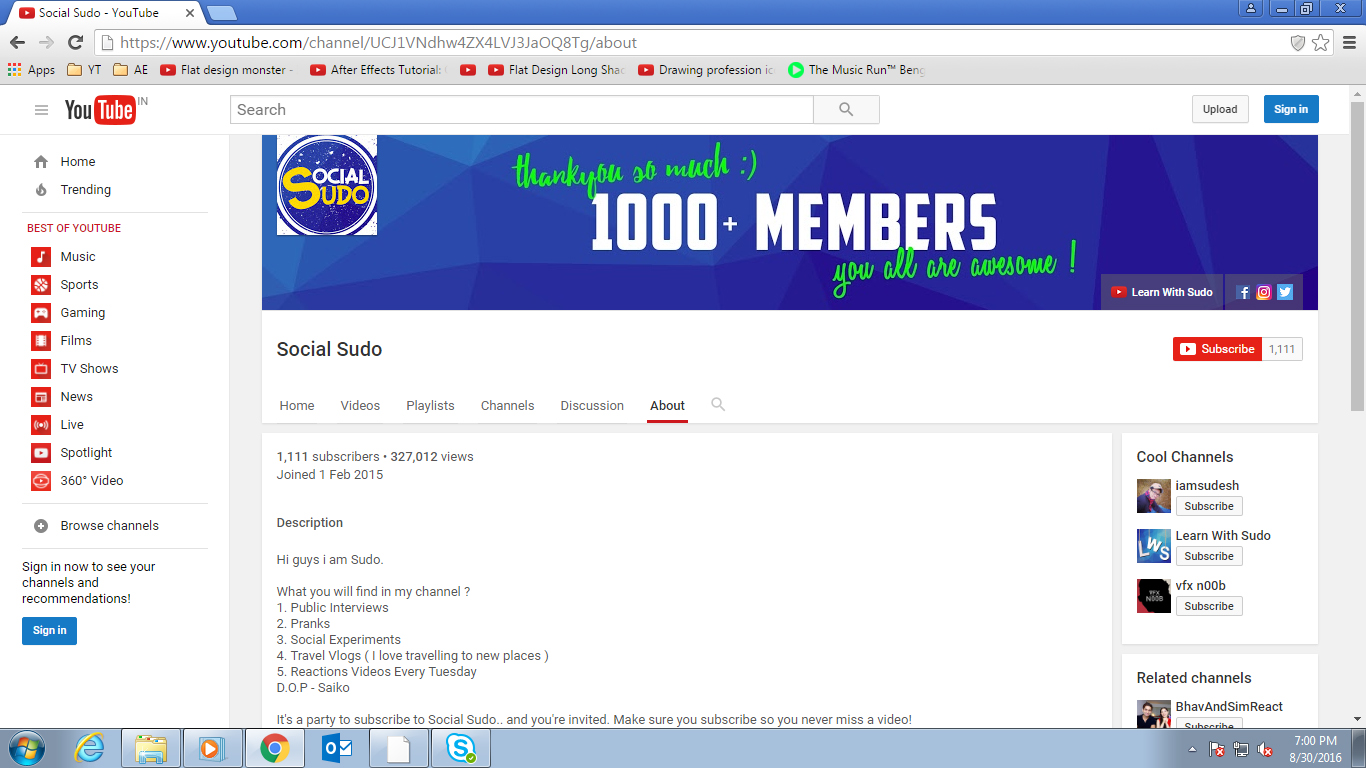 Social Sudo - YouTube
https://www.youtube.com/channel/UCJ1VNdhw4ZX4LVJ3JaOQ8Tg/about
Apps YT AE Flat design monster - After Effects Tutorial: Flat Design Long Shad Drawing profession ic The Music Run™ Beng
YouTube IN
Search
Upload
Sign in
Home
Trending
BEST OF YOUTUBE
Music
Sports
Gaming
Films
TV Shows
News
Live
Spotlight
360° Video
Browse channels
Sign in now to see your
channels and
recommendations!
Sign in
SOCIAL
SUDO
thankyou so much :)
1000+ MEMBERS
you all are awesome !
Learn With Sudo
Social Sudo
Subscribe 1,111
Home Videos Playlists Channels Discussion About
1,111 subscribers • 327,012 views
Joined 1 Feb 2015
Description
Hi guys i am Sudo.
What you will find in my channel ?
1. Public Interviews
2. Pranks
3. Social Experiments
4. Travel Vlogs ( I love travelling to new places )
5. Reactions Videos Every Tuesday
D.O.P - Saiko
It's a party to subscribe to Social Sudo.. and you're invited. Make sure you subscribe so you never miss a video!
Cool Channels
iamsudesh
Subscribe
LWS
Learn With Sudo
Subscribe
VFX
N00B
vfx n00b
Subscribe
Related channels
BhavAndSimReact
Subscribe
7:00 PM
8/30/2016